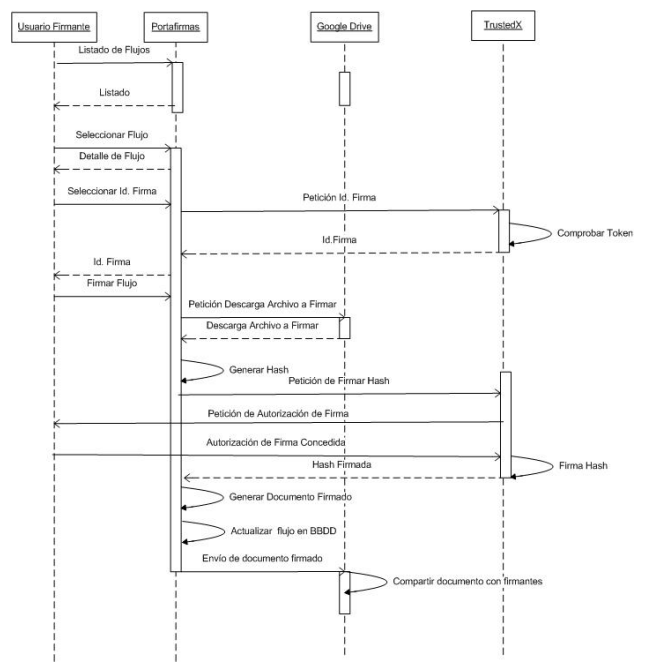 Usuario Firmante
Portafirmas
Google Drive
TrustedX
Listado de Flujos
Listado
Seleccionar Flujo
Detalle de Flujo
Seleccionar Id. Firma
Petición Id. Firma
Comprobar Token
Id.Firma
Id. Firma
Firmar Flujo
Petición Descarga Archivo a Firmar
Descarga Archivo a Firmar
Generar Hash
Petición de Firmar Hash
Petición de Autorización de Firma
Autorización de Firma Concedida
Hash Firmada
Firma Hash
Generar Documento Firmado
Actualizar flujo en BBDD
Envío de documento firmado
Compartir documento con firmantes